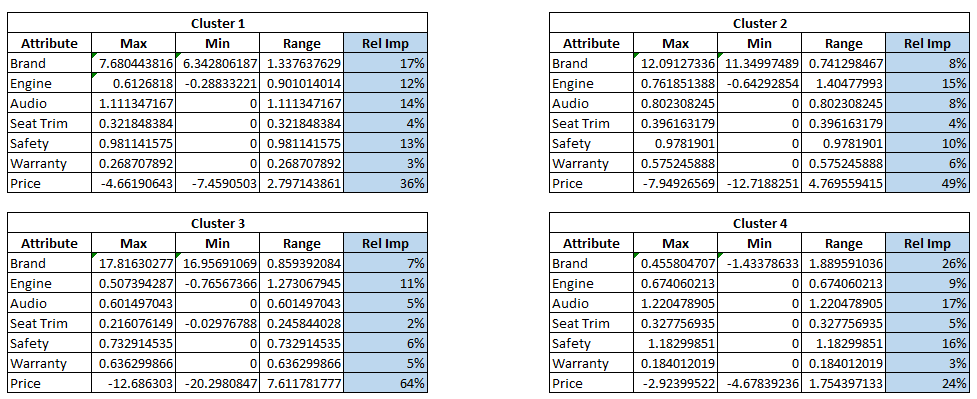 Cluster 1
Attribute Max Min Range Rel Imp
Brand 7.680443816 6.342806187 1.337637629 17%
Engine 0.6126818 -0.28833221 0.901014014 12%
Audio 1.111347167 0 1.111347167 14%
Seat Trim 0.321848384 0 0.321848384 4%
Safety 0.981141575 0 0.981141575 13%
Warranty 0.268707892 0 0.268707892 3%
Price -4.66190643 -7.4590503 2.797143861 36%
Cluster 2
Attribute Max Min Range Rel Imp
Brand 12.09127336 11.34997489 0.741298467 8%
Engine 0.761851388 -0.64292854 1.40477993 15%
Audio 0.802308245 0 0.802308245 8%
Seat Trim 0.396163179 0 0.396163179 4%
Safety 0.9781901 0 0.9781901 10%
Warranty 0.575245888 0 0.575245888 6%
Price -7.94926569 -12.7188251 4.769559415 49%
Cluster 3
Attribute Max Min Range Rel Imp
Brand 17.81630277 16.95691069 0.859392084 7%
Engine 0.507394287 -0.76567366 1.273067945 11%
Audio 0.601497043 0 0.601497043 5%
Seat Trim 0.216076149 -0.02976788 0.245844028 2%
Safety 0.732914535 0 0.732914535 6%
Warranty 0.636299866 0 0.636299866 5%
Price -12.686303 -20.2980847 7.611781777 64%
Cluster 4
Attribute Max Min Range Rel Imp
Brand 0.455804707 -1.43378633 1.889591036 26%
Engine 0.674060213 0 0.674060213 9%
Audio 1.220478905 0 1.220478905 17%
Seat Trim 0.327756935 0 0.327756935 5%
Safety 1.18299851 0 1.18299851 16%
Warranty 0.184012019 0 0.184012019 3%
Price -2.92399522 -4.67839236 1.754397133 24%